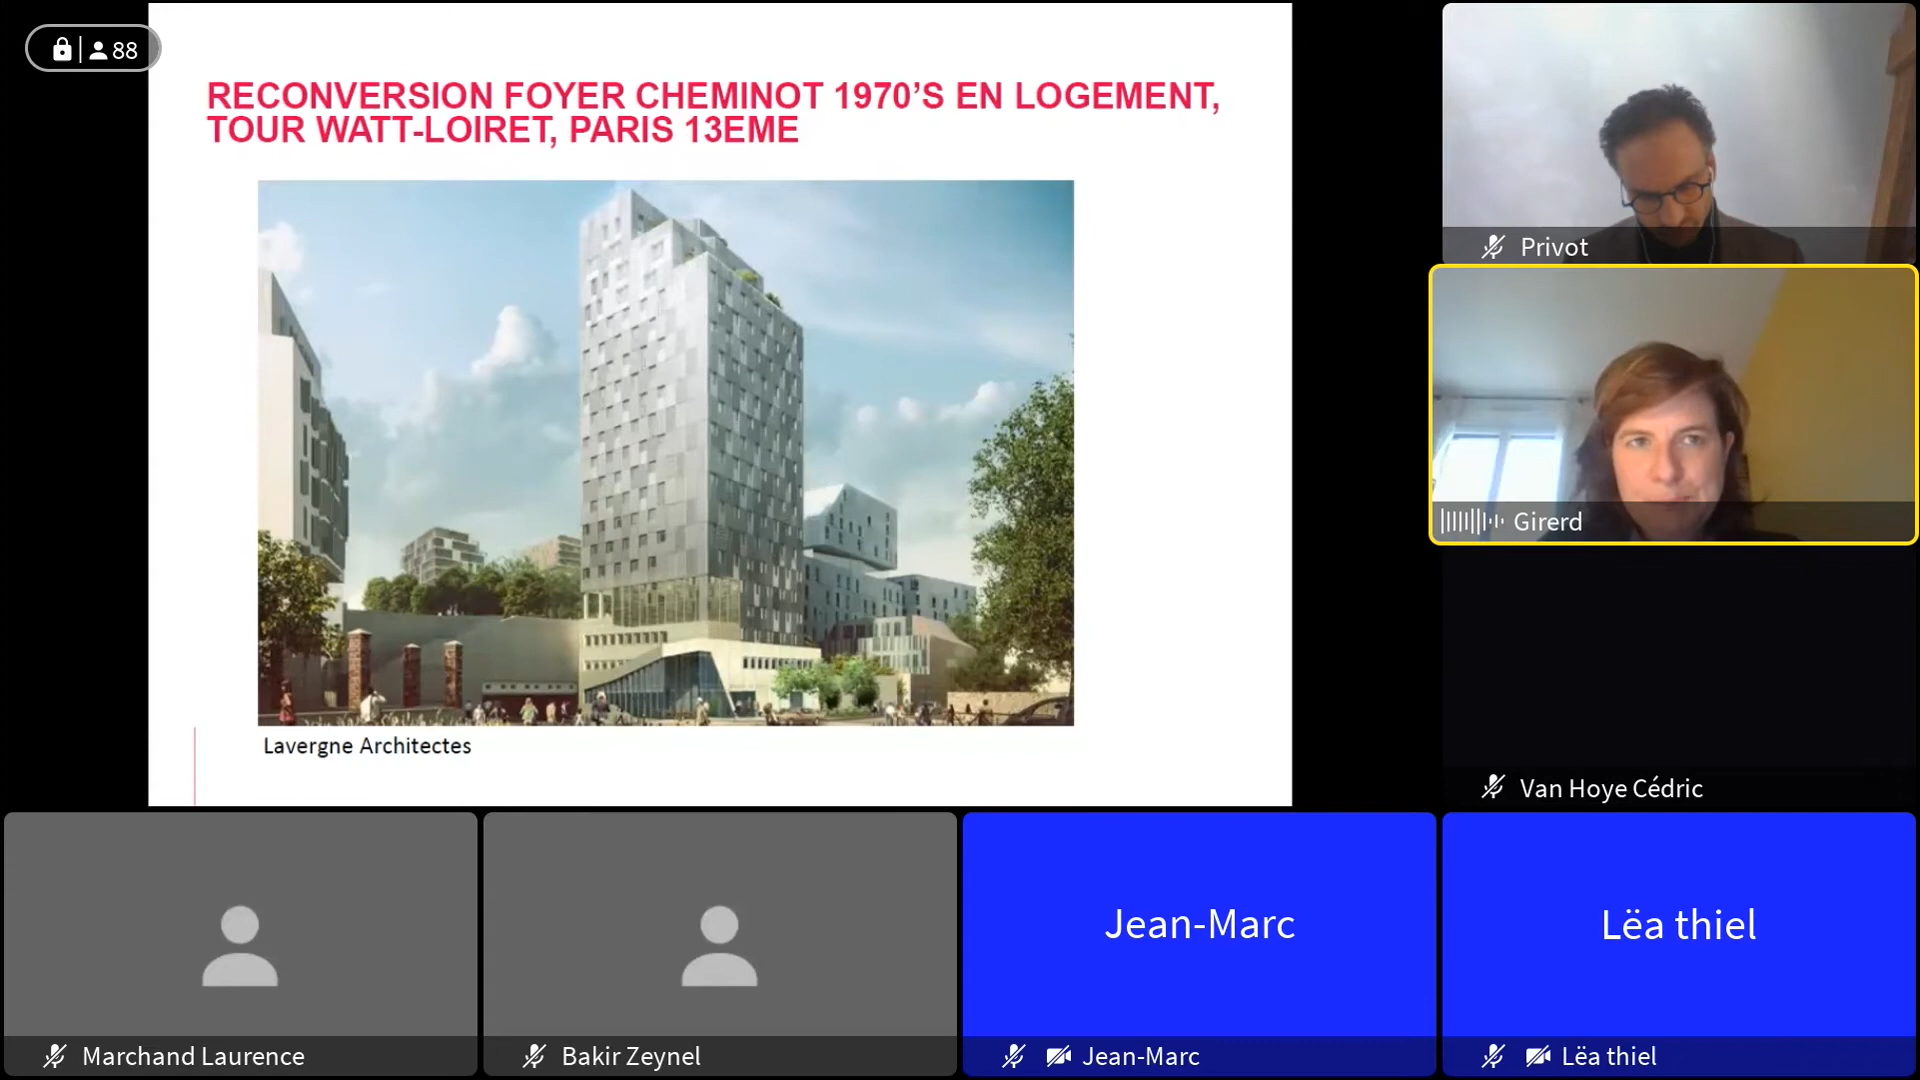 88
RECONVERSION FOYER CHEMINOT 1970’S EN LOGEMENT,
TOUR WATT-LOIRET, PARIS 13EME
Lavergne Architectes
Privot
Girerd
Van Hoye Cédric
Marchand Laurence
Bakir Zeynel
Jean-Marc
Jean-Marc
Lëa thiel
Lëa thiel